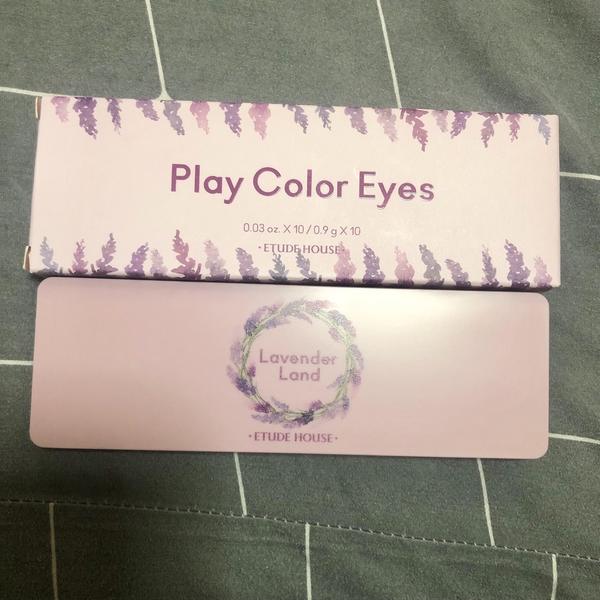 Play Color Eyes
0.03 oz. X 10 / 0.9 g X 10
·ETUDE HOUSE·
Lavender
Land
·ETUDE HOUSE·